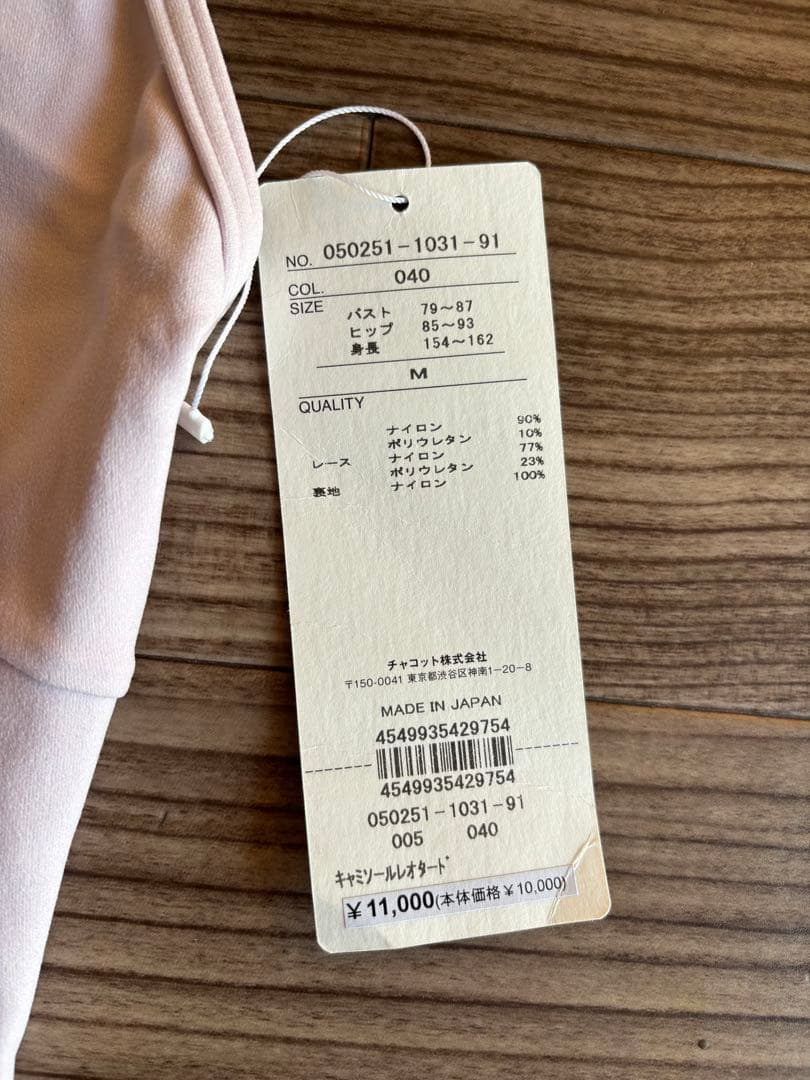 NO. 050251-1031-91
COL. 040
SIZE バスト 79～87
ヒップ 85～93
身長 154～162
M
QUALITY
ナイロン 90%
ポリウレタン 10%
レース ナイロン 77%
ポリウレタン 23%
裏地 ナイロン 100%
チャコット株式会社
〒150-0041 東京都渋谷区神南1-20-8
MADE IN JAPAN
4549935429754
4549935429754
050251-1031-91
005 040
キャミソールレオタード
¥11,000(本体価格¥10,000)